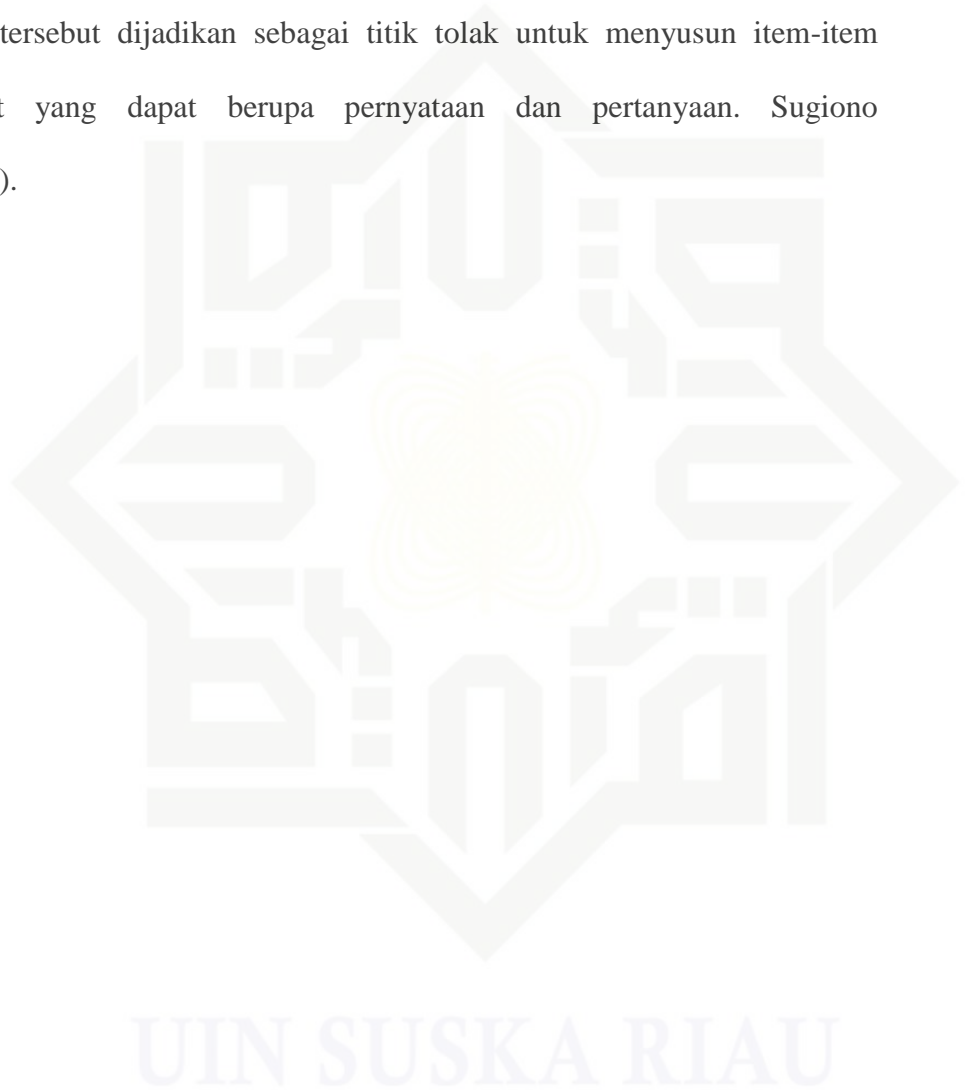 tersebut dijadikan sebagai titik tolak untuk menyusun item-item
t yang dapat berupa pernyataan dan pertanyaan. Sugiono
).
UIN SUSKA RIAU